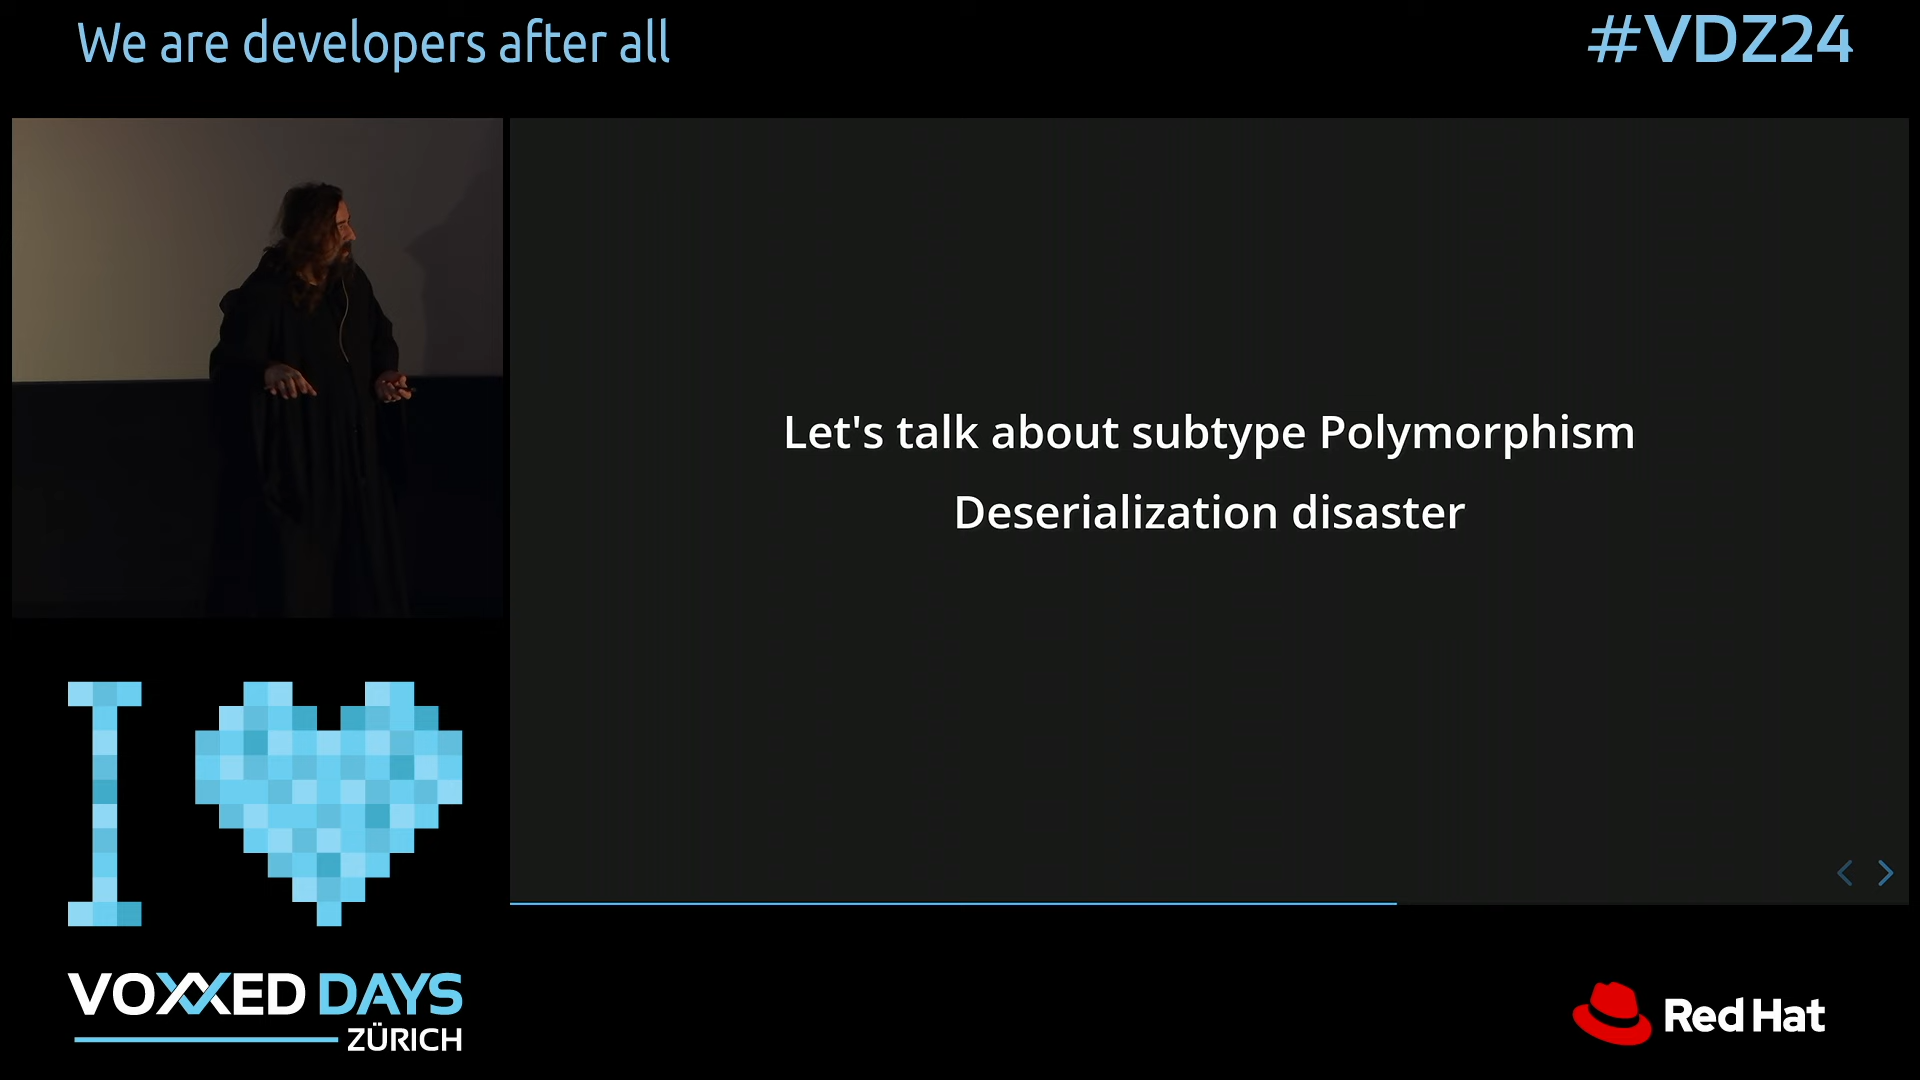 We are developers after all
#VDZ24
Let's talk about subtype Polymorphism
Deserialization disaster
I
VOXXED DAYS
ZÜRICH
Red Hat